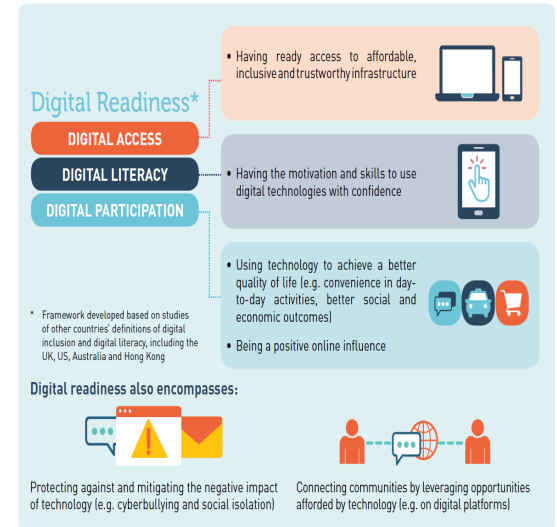 Digital Readiness*
DIGITAL ACCESS
DIGITAL LITERACY
DIGITAL PARTICIPATION
• Having ready access to affordable,
inclusive and trustworthy infrastructure
• Having the motivation and skills to use
digital technologies with confidence
• Using technology to achieve a better
quality of life (e.g. convenience in day-
to-day activities, better social and
economic outcomes)
• Being a positive online influence
* Framework developed based on studies
of other countries' definitions of digital
inclusion and digital literacy, including the
UK, US, Australia and Hong Kong
Digital readiness also encompasses:
Protecting against and mitigating the negative impact
of technology (e.g. cyberbullying and social isolation)
Connecting communities by leveraging opportunities
afforded by technology (e.g. on digital platforms)